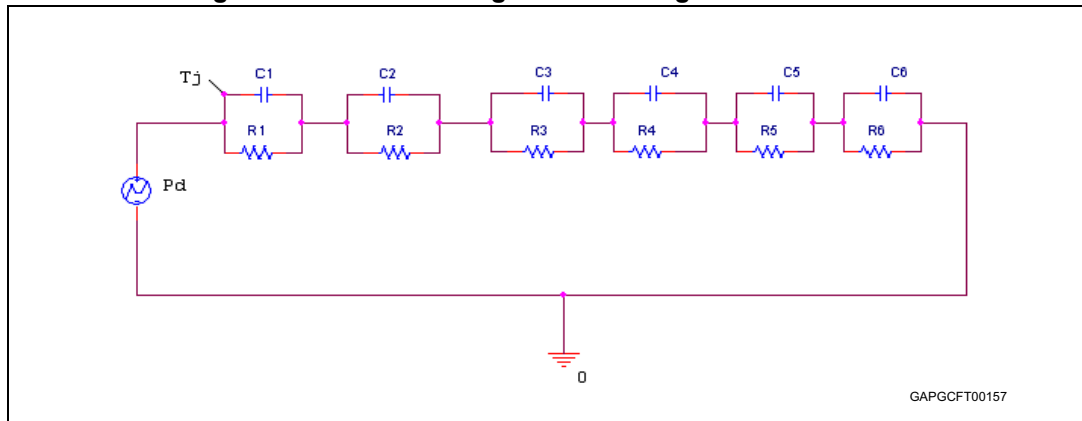 Tj C1 C2 C3 C4 C5 C6
R1 R2 R3 R4 R5 R6
Pd
0
GAPGCFT00157